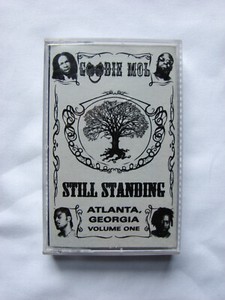 GOODIE MOB
STILL STANDING
ATLANTA,
GEORGIA
VOLUME ONE